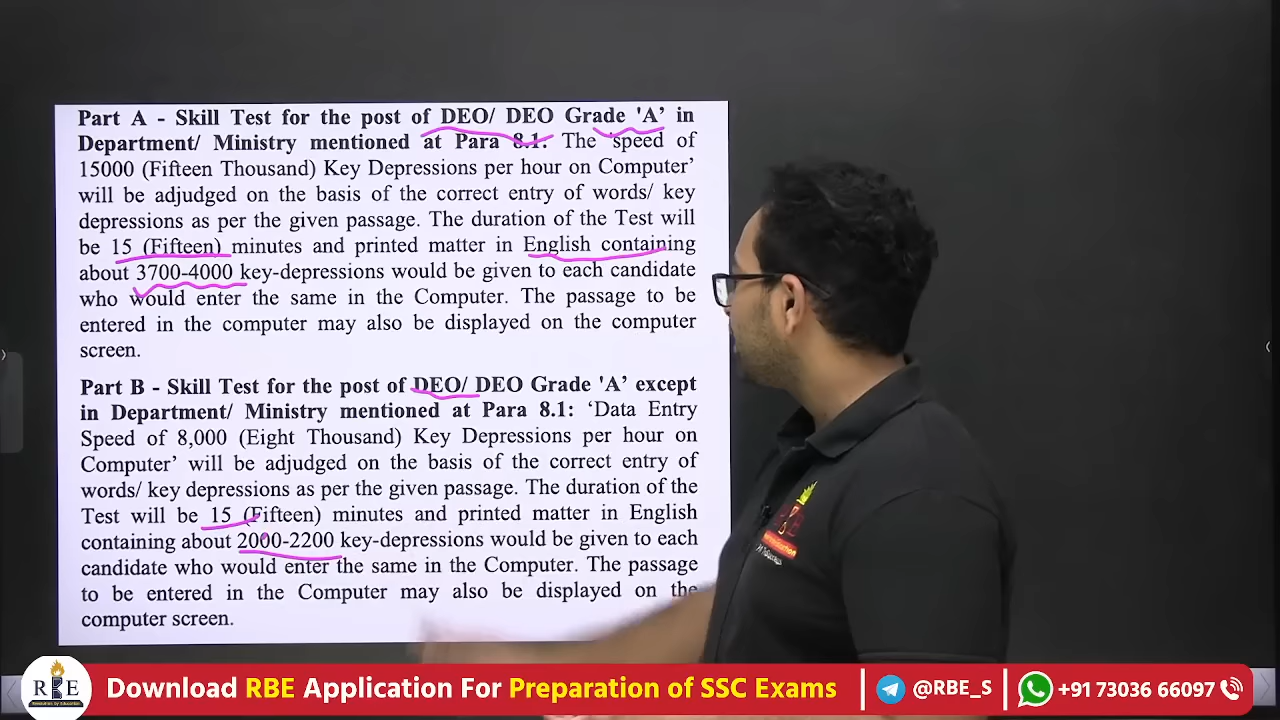 Part A - Skill Test for the post of DEO/ DEO Grade 'A' in
Department/ Ministry mentioned at Para 8.1: The speed of
15000 (Fifteen Thousand) Key Depressions per hour on Computer'
will be adjudged on the basis of the correct entry of words/ key
depressions as per the given passage. The duration of the Test will
be 15 (Fifteen) minutes and printed matter in English containing
about 3700-4000 key-depressions would be given to each candidate
who would enter the same in the Computer. The passage to be
entered in the computer may also be displayed on the computer
screen.
Part B - Skill Test for the post of DEO/ DEO Grade 'A' except
in Department/ Ministry mentioned at Para 8.1: 'Data Entry
Speed of 8,000 (Eight Thousand) Key Depressions per hour on
Computer' will be adjudged on the basis of the correct entry of
words/ key depressions as per the given passage. The duration of the
Test will be 15 (Fifteen) minutes and printed matter in English
containing about 2000-2200 key-depressions would be given to each
candidate who would enter the same in the Computer. The passage
to be entered in the Computer may also be displayed on the
computer screen.
RBE
Revolution By Education
Download RBE Application For Preparation of SSC Exams
@RBE_S
+91 73036 66097